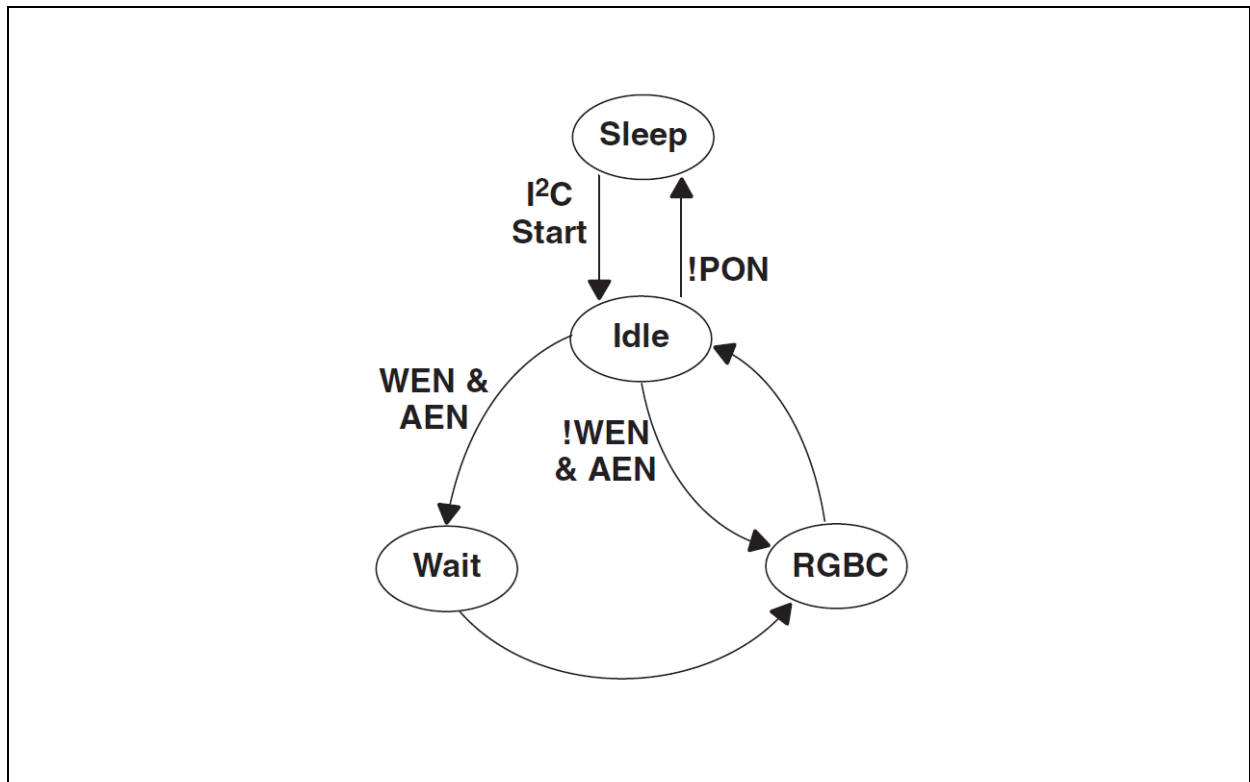 Sleep
I²C
Start
!PON
Idle
WEN &
AEN
!WEN
& AEN
Wait
RGBC